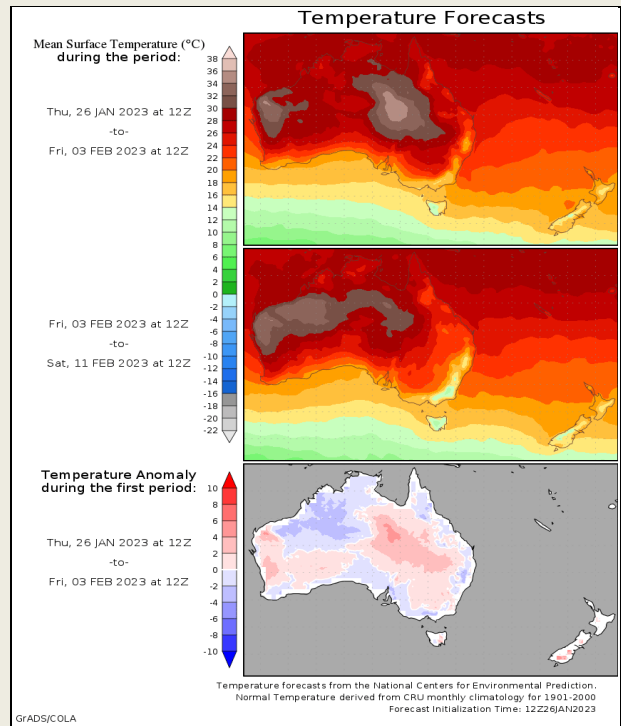 Temperature Forecasts
Mean Surface Temperature (°C)
during the period:
38
36
34
32
30
28
26
24
22
20
18
16
14
12
10
8
6
4
2
0
-2
-4
-6
-8
-10
-12
-14
-16
-18
-20
-22
Thu, 26 JAN 2023 at 12Z
-to-
Fri, 03 FEB 2023 at 12Z
Fri, 03 FEB 2023 at 12Z
-to-
Sat, 11 FEB 2023 at 12Z
Temperature Anomaly
during the first period:
10
8
6
4
2
0
-2
-4
-6
-8
-10
Thu, 26 JAN 2023 at 12Z
-to-
Fri, 03 FEB 2023 at 12Z
Temperature forecasts from the National Centers for Environmental Prediction.
Normal Temperature derived from CRU monthly climatology for 1901-2000
Forecast Initialization Time: 12Z26JAN2023
GrADS/COLA